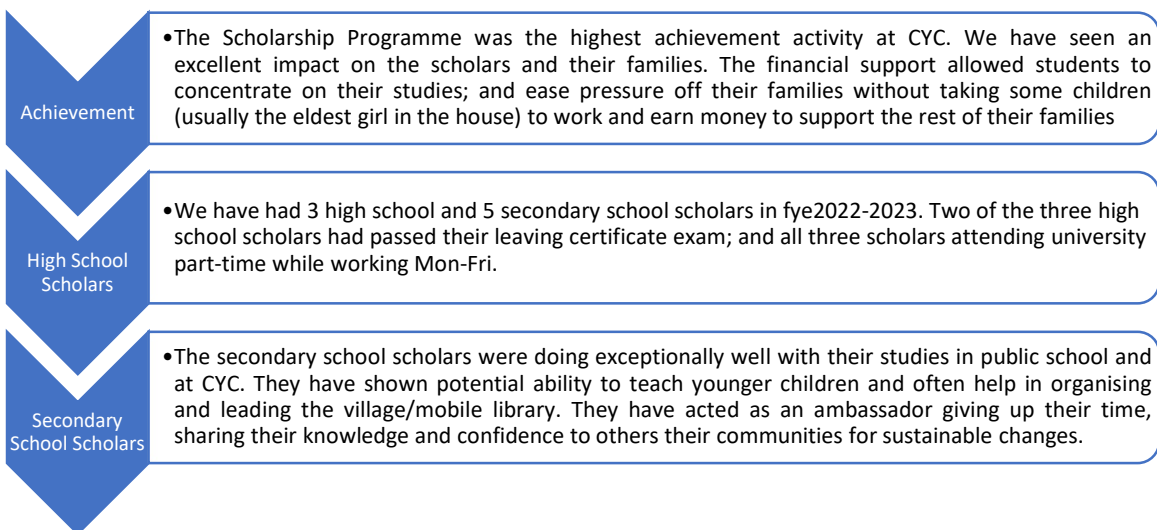 Achievement
•The Scholarship Programme was the highest achievement activity at CYC. We have seen an
excellent impact on the scholars and their families. The financial support allowed students to
concentrate on their studies; and ease pressure off their families without taking some children
(usually the eldest girl in the house) to work and earn money to support the rest of their families
High School
Scholars
•We have had 3 high school and 5 secondary school scholars in fye2022-2023. Two of the three high
school scholars had passed their leaving certificate exam; and all three scholars attending university
part-time while working Mon-Fri.
Secondary
School Scholars
•The secondary school scholars were doing exceptionally well with their studies in public school and
at CYC. They have shown potential ability to teach younger children and often help in organising
and leading the village/mobile library. They have acted as an ambassador giving up their time,
sharing their knowledge and confidence to others their communities for sustainable changes.